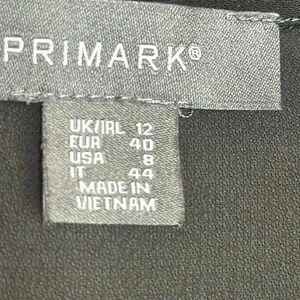 PRIMARK®
UK/IRL 12
EUR 40
USA 8
IT 44
MADE IN
VIETNAM